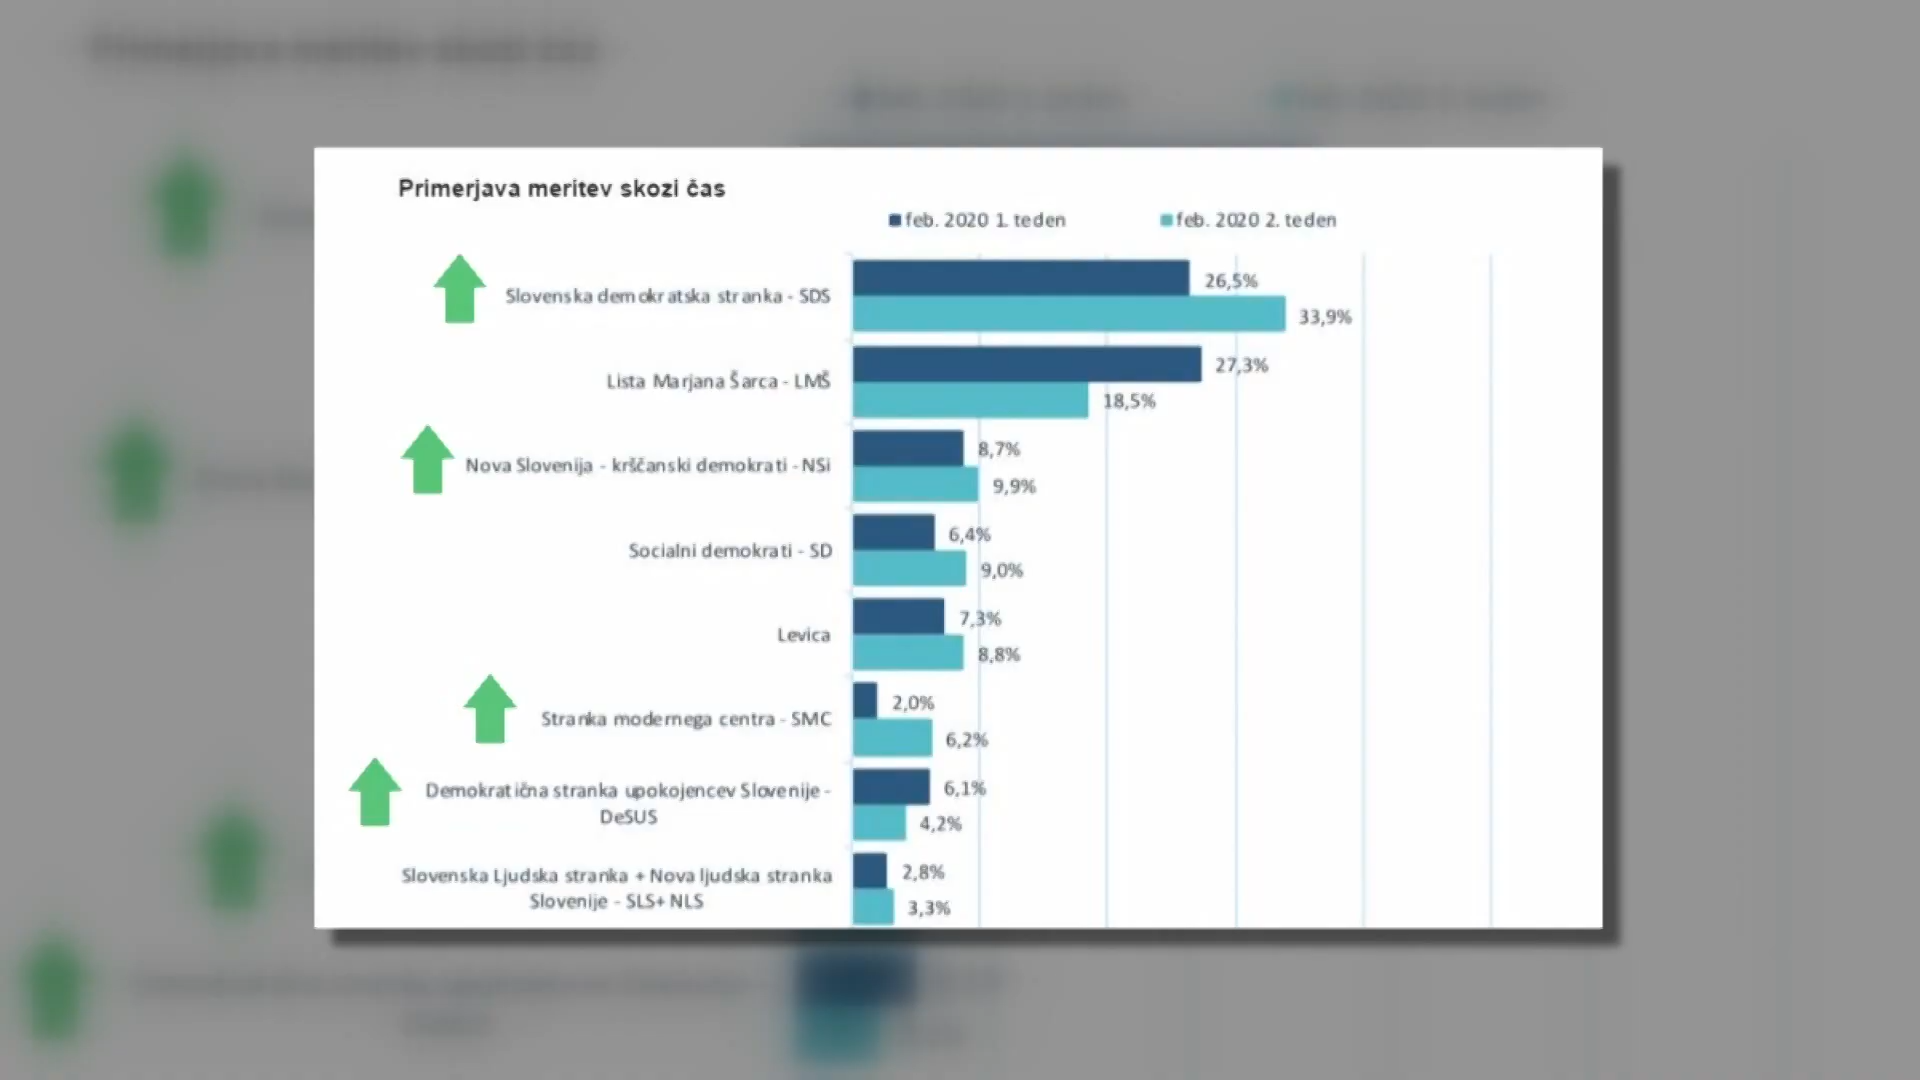 Primerjava meritev skozi čas
feb. 2020 1. teden
feb. 2020 2. teden
Slovenska demokratska stranka - SDS
26,5%
33,9%
Lista Marjana Šarca - LMŠ
27,3%
18,5%
Nova Slovenija - krščanski demokrati - NSi
8,7%
9,9%
Socialni demokrati - SD
6,4%
9,0%
Levica
7,3%
8,8%
Stranka modernega centra - SMC
2,0%
6,2%
Demokratična stranka upokojencev Slovenije -
DeSUS
6,1%
4,2%
Slovenska Ljudska stranka + Nova ljudska stranka
Slovenije - SLS+ NLS
2,8%
3,3%